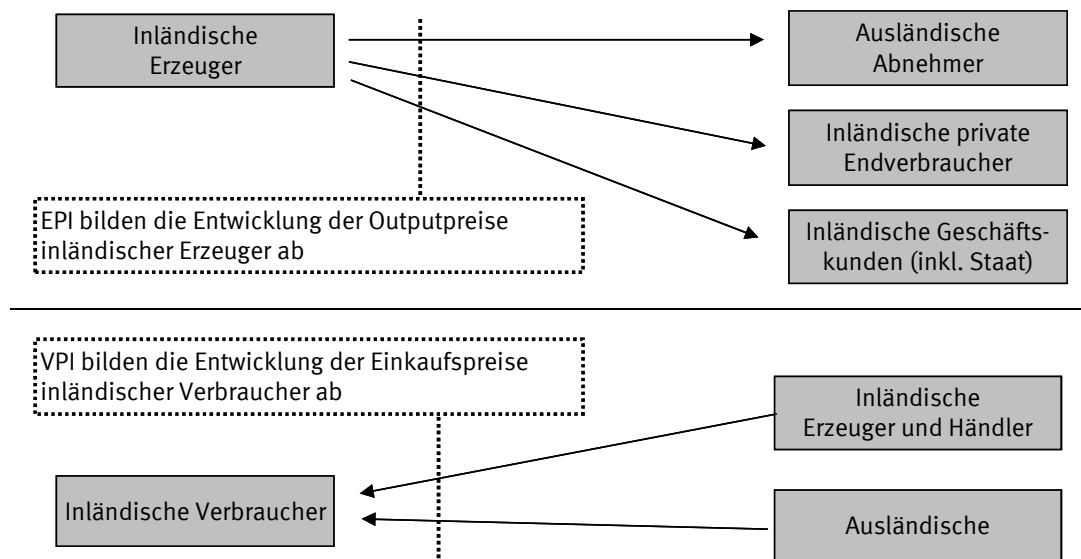 Inländische
Erzeuger
Ausländische
Abnehmer
Inländische private
Endverbraucher
EPI bilden die Entwicklung der Outputpreise
inländischer Erzeuger ab
Inländische Geschäfts-
kunden (inkl. Staat)
VPI bilden die Entwicklung der Einkaufspreise
inländischer Verbraucher ab
Inländische
Erzeuger und Händler
Inländische Verbraucher
Ausländische